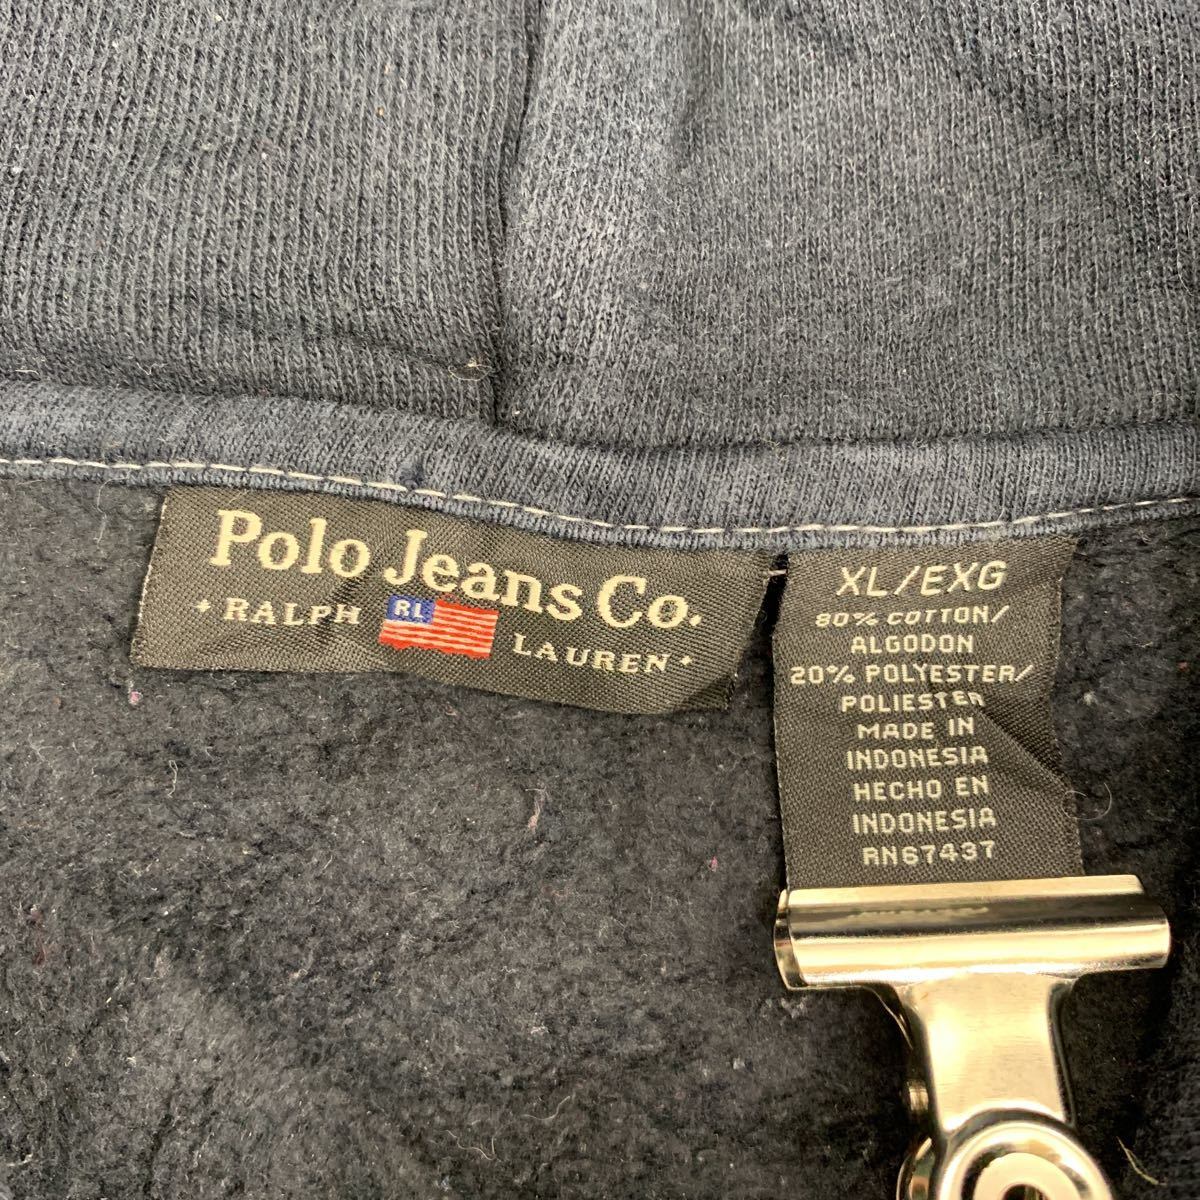 Polo Jeans Co.
RALPH RL LAUREN
XL/EXG
80% COTTON/
ALGODON
20% POLYESTER/
POLIESTER
MADE IN
INDONESIA
HECHO EN
INDONESIA
RN67437